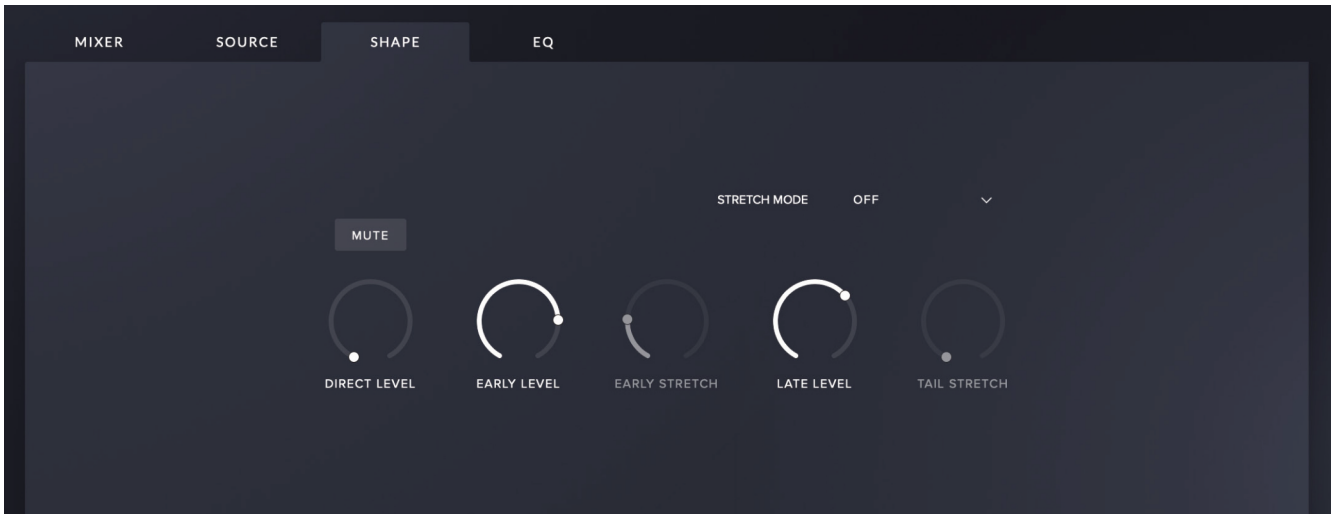 MIXER SOURCE SHAPE EQ
STRETCH MODE OFF
MUTE
DIRECT LEVEL EARLY LEVEL EARLY STRETCH LATE LEVEL TAIL STRETCH